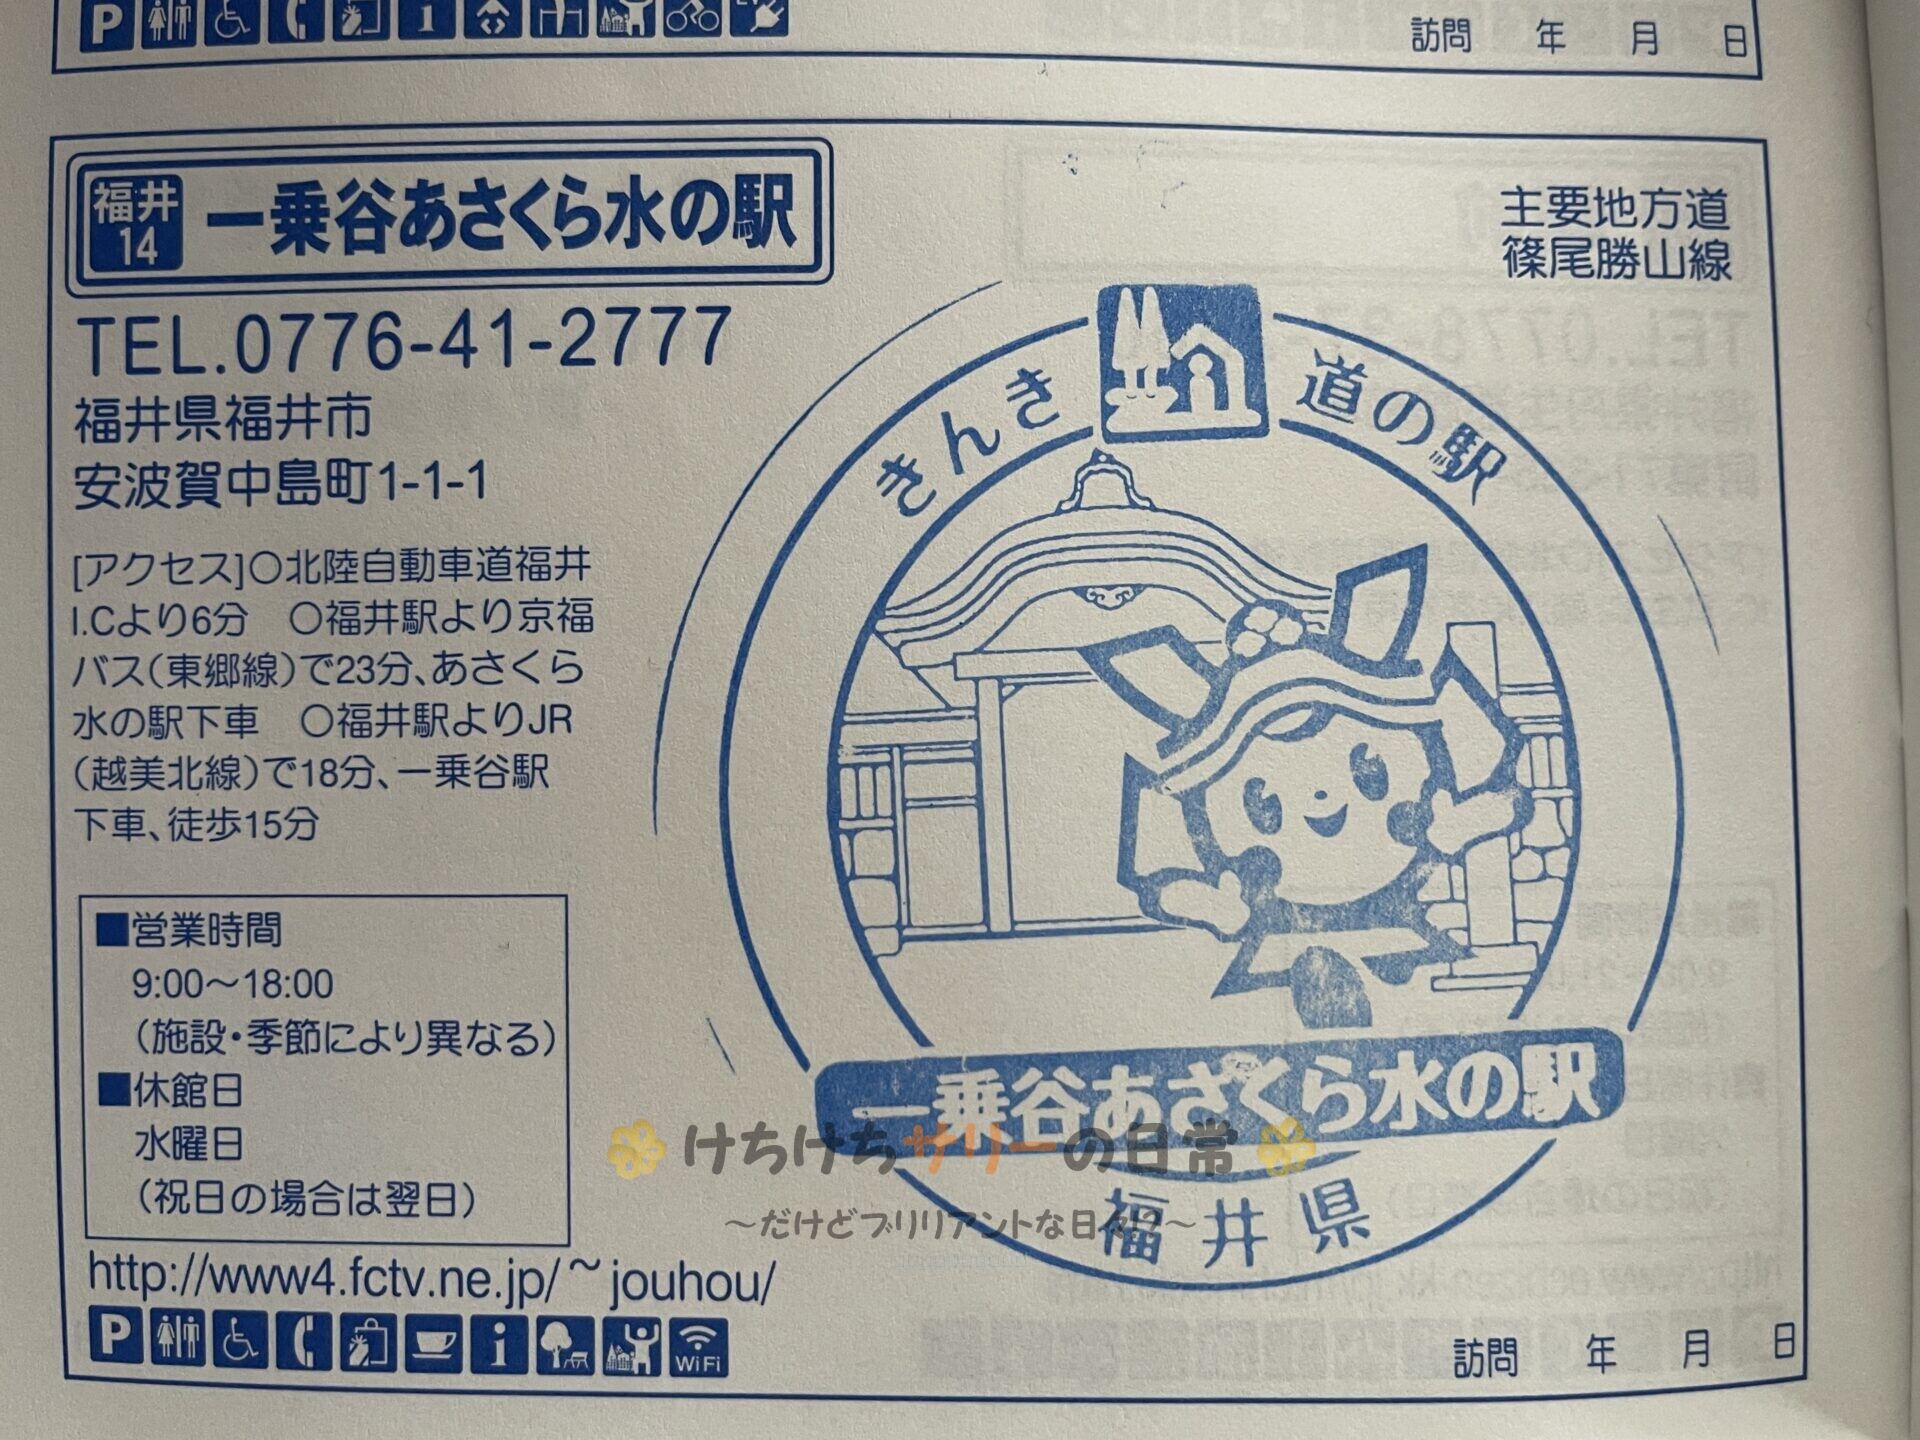 P
i
訪問 年 月 日
福井
14
一乗谷あさくら水の駅
主要地方道
篠尾勝山線
TEL.0776-41-2777
福井県福井市
安波賀中島町1-1-1
[アクセス]○北陸自動車道福井
I.Cより6分 ○福井駅より京福
バス(東郷線)で23分、あさくら
水の駅下車 ○福井駅よりJR
(越美北線)で18分、一乗谷駅
下車、徒歩15分
■営業時間
9:00〜18:00
(施設・季節により異なる)
■休館日
水曜日
(祝日の場合は翌日)
http://www4.fctv.ne.jp/~jouhou/
P
i
WiFi
きんき 道の駅
一乗谷あさくら水の駅
福井県
けちけちサリーの日常
〜だけどブリリアントな日々!?〜
訪問 年 月 日